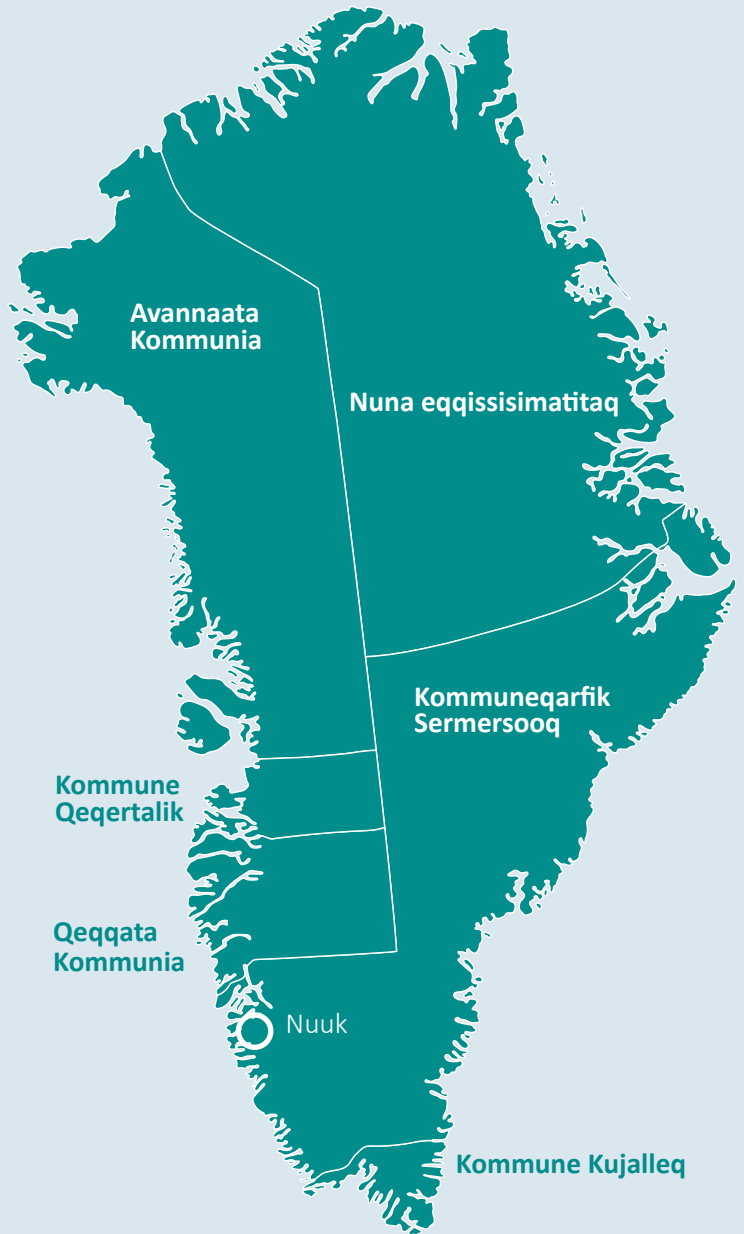 Avannaata
Kommunia
Nuna eqqissisimatitaq
Kommuneqarfik
Sermersooq
Kommune
Qeqertalik
Qeqqata
Kommunia
Nuuk
Kommune Kujalleq